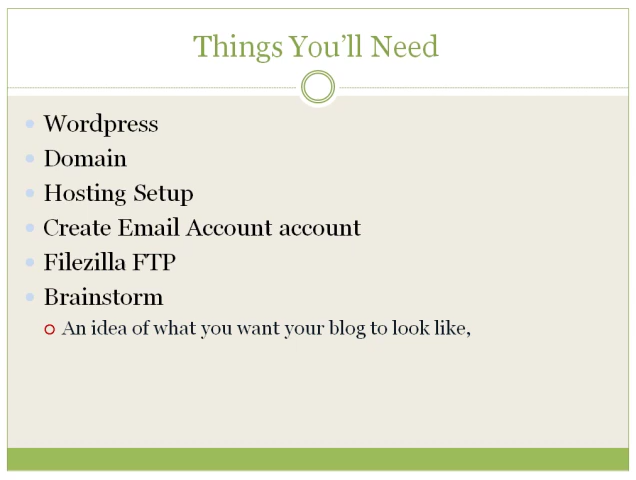 Things You’ll Need
Wordpress
Domain
Hosting Setup
Create Email Account account
Filezilla FTP
Brainstorm
An idea of what you want your blog to look like,